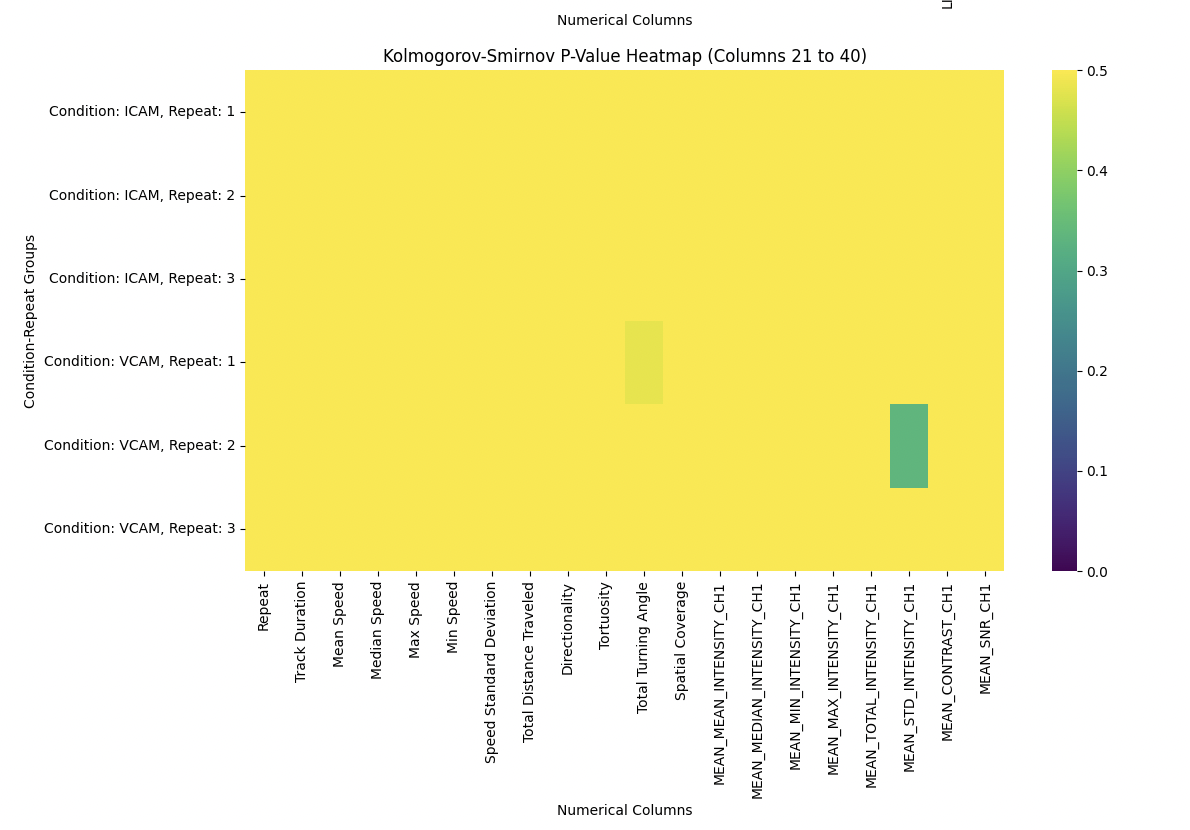 Numerical Columns
Kolmogorov-Smirnov P-Value Heatmap (Columns 21 to 40)
Condition-Repeat Groups
Condition: ICAM, Repeat: 1
Condition: ICAM, Repeat: 2
Condition: ICAM, Repeat: 3
Condition: VCAM, Repeat: 1
Condition: VCAM, Repeat: 2
Condition: VCAM, Repeat: 3
0.5
0.4
0.3
0.2
0.1
0.0
Repeat
Track Duration
Mean Speed
Median Speed
Max Speed
Min Speed
Speed Standard Deviation
Total Distance Traveled
Directionality
Tortuosity
Total Turning Angle
Spatial Coverage
MEAN_MEAN_INTENSITY_CH1
MEAN_MEDIAN_INTENSITY_CH1
MEAN_MIN_INTENSITY_CH1
MEAN_MAX_INTENSITY_CH1
MEAN_TOTAL_INTENSITY_CH1
MEAN_STD_INTENSITY_CH1
MEAN_CONTRAST_CH1
MEAN_SNR_CH1
Numerical Columns